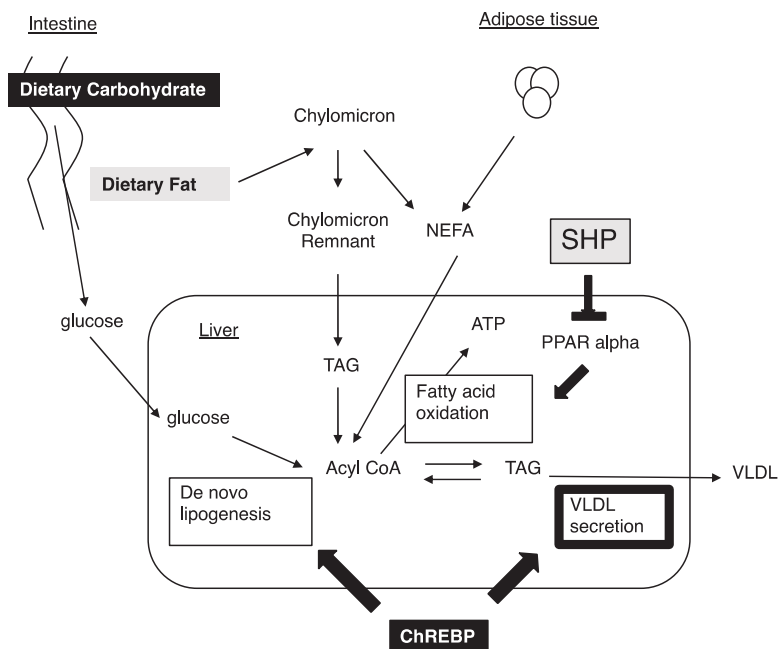 Intestine
Adipose tissue
Dietary Carbohydrate
Chylomicron
Dietary Fat
Chylomicron
Remnant
NEFA
SHP
glucose
Liver
ATP
PPAR alpha
TAG
Fatty acid
oxidation
glucose
Acyl CoA
TAG
VLDL
De novo
lipogenesis
VLDL
secretion
ChREBP